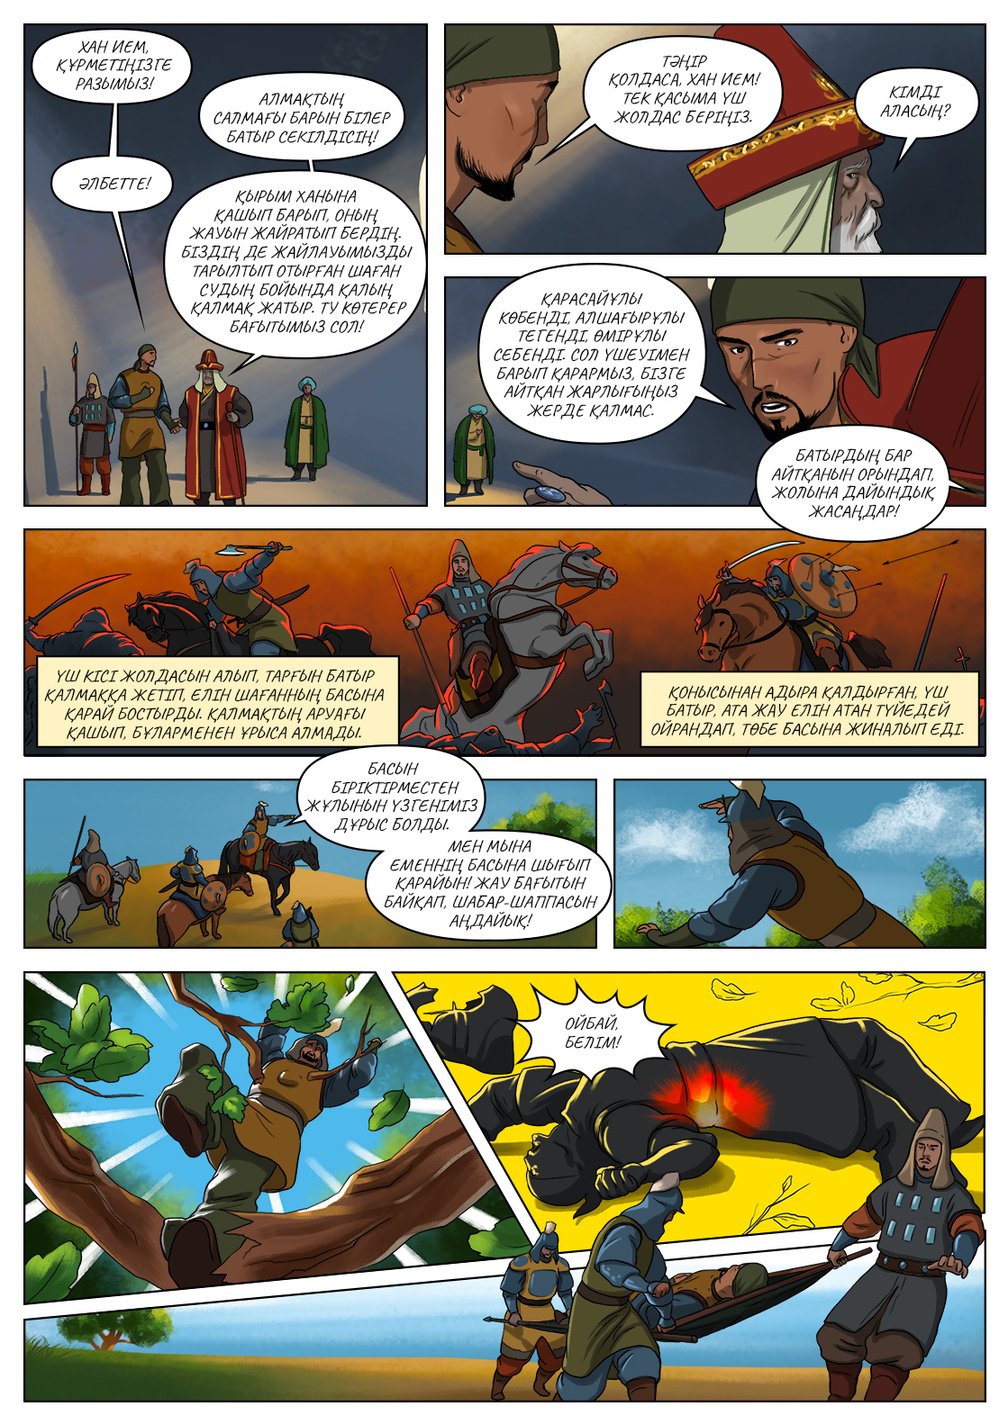 ХАН ИЕМ,
ҚҰРМЕТІҢІЗГЕ
РАЗЫМЫЗ!
АЛМАҚТЫҢ
САЛМАҒЫ БАРЫН БІЛЕР
БАТЫР СЕКІЛДІСІҢ!
ӘЛБЕТТЕ!
ҚЫРЫМ ХАНЫНА
ҚАШЫП БАРЫП, ОНЫҢ
ЖАУЫН ЖАЙРАТЫП БЕРДІҢ.
БІЗДІҢ ДЕ ЖАЙЛАУЫМЫЗДЫ
ТАРЫЛТЫП ОТЫРҒАН ШАҒАН
СУДЫҢ БОЙЫНДА ҚАЛЫҢ
ҚАЛМАҚ ЖАТЫР. ТУ КӨТЕРЕР
БАҒЫТЫМЫЗ СОЛ!
ТӘҢІР
ҚОЛДАСА, ХАН ИЕМ!
ТЕК ҚАСЫМА ҮШ
ЖОЛДАС БЕРІҢІЗ.
КІМДІ
АЛАСЫҢ?
ҚАРАСАЙҰЛЫ
КӨБЕНДІ, АЛШАҒЫРҰЛЫ
ТЕГЕНДІ, ӨМІРҰЛЫ
СЕБЕНДІ. СОЛ ҮШЕУІМЕН
БАРЫП ҚАРАРМЫЗ, БІЗГЕ
АЙТҚАН ЖАРЛЫҒЫҢЫЗ
ЖЕРДЕ ҚАЛМАС.
БАТЫРДЫҢ БАР
АЙТҚАНЫН ОРЫНДАП,
ЖОЛЫНА ДАЙЫНДЫҚ
ЖАСАҢДАР!
ҮШ КІСІ ЖОЛДАСЫН АЛЫП, ТАРҒЫН БАТЫР
ҚАЛМАҚҚА ЖЕТІП, ЕЛІН ШАҒАННЫҢ БАСЫНА
ҚАРАЙ БОСТЫРДЫ. ҚАЛМАҚТЫҢ АРУАҒЫ
ҚАШЫП, БҰЛАРМЕНЕН ҰРЫСА АЛМАДЫ.
ҚОНЫСЫНАН АДЫРА ҚАЛДЫРҒАН, ҮШ
БАТЫР, АТА ЖАУ ЕЛІН АТАН ТҮЙЕДЕЙ
ОЙРАНДАП, ТӨБЕ БАСЫНА ЖИНАЛЫП ЕДІ.
БАСЫН
БІРІКТІРМЕСТЕН
ЖҰЛЫНЫН ҮЗГЕНІМІЗ
ДҰРЫС БОЛДЫ.
МЕН МЫНА
ЕМЕННІҢ БАСЫНА ШЫҒЫП
ҚАРАЙЫН! ЖАУ БАҒЫТЫН
БАЙҚАП, ШАБАР-ШАППАСЫН
АҢДАЙЫҚ!
ОЙБАЙ,
БЕЛІМ!